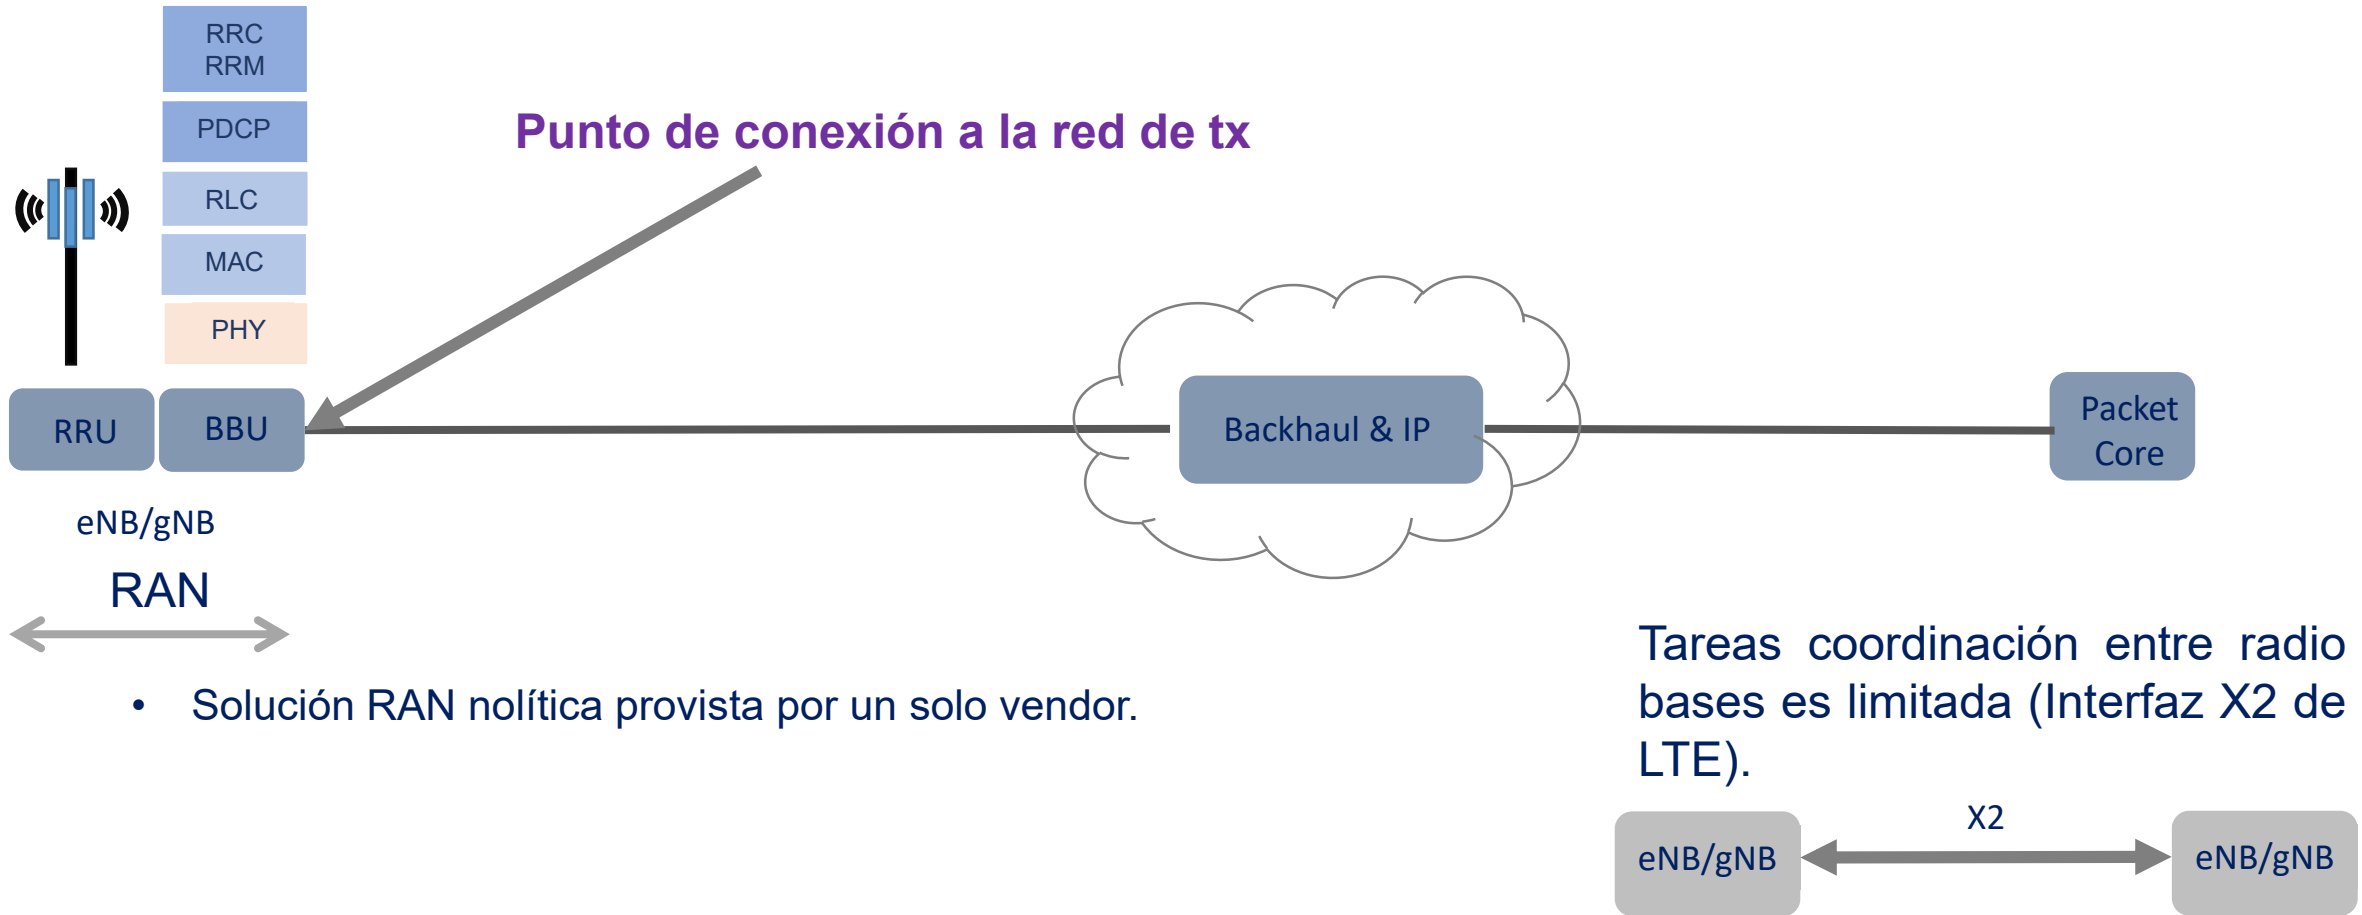 RRC
RRM
PDCP
RLC
MAC
PHY
Punto de conexión a la red de tx
RRU
BBU
Backhaul & IP
Packet
Core
eNB/gNB
RAN
• Solución RAN nolítica provista por un solo vendor.
Tareas coordinación entre radio
bases es limitada (Interfaz X2 de
LTE).
X2
eNB/gNB
eNB/gNB